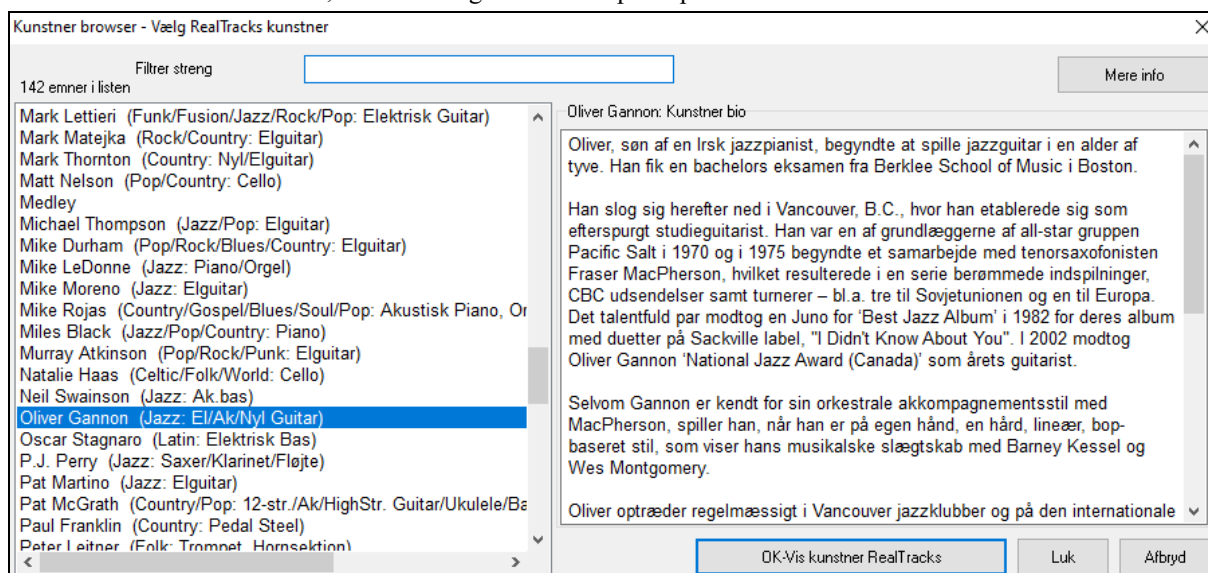 Kunstner browser - Vælg RealTracks kunstner
Filtrer streng
142 emner i listen
Mere info
Mark Lettieri (Funk/Fusion/Jazz/Rock/Pop: Elektrisk Guitar)
Mark Matejka (Rock/Country: Elguitar)
Mark Thornton (Country: Nyl/Elguitar)
Matt Nelson (Pop/Country: Cello)
Medley
Michael Thompson (Jazz/Pop: Elguitar)
Mike Durham (Pop/Rock/Blues/Country: Elguitar)
Mike LeDonne (Jazz: Piano/Orgel)
Mike Moreno (Jazz: Elguitar)
Mike Rojas (Country/Gospel/Blues/Soul/Pop: Akustisk Piano, Or
Miles Black (Jazz/Pop/Country: Piano)
Murray Atkinson (Pop/Rock/Punk: Elguitar)
Natalie Haas (Celtic/Folk/World: Cello)
Neil Swainson (Jazz: Ak.bas)
Oliver Gannon (Jazz: El/Ak/Nyl Guitar)
Oscar Stagnaro (Latin: Elektrisk Bas)
P.J. Perry (Jazz: Saxer/Klarinet/Fløjte)
Pat Martino (Jazz: Elguitar)
Pat McGrath (Country/Pop: 12-str./Ak/HighStr. Guitar/Ukulele/Ba
Paul Franklin (Country: Pedal Steel)
Peter Leitner (Folk: Trompet, Hornsektion)
Oliver Gannon: Kunstner bio
Oliver, søn af en Irsk jazzpianist, begyndte at spille jazzguitar i en alder af
tyve. Han fik en bachelors eksamen fra Berklee School of Music i Boston.
Han slog sig herefter ned i Vancouver, B.C., hvor han etablerede sig som
efterspurgt studieguitarist. Han var en af grundlæggerne af all-star gruppen
Pacific Salt i 1970 og i 1975 begyndte et samarbejde med tenorsaxofonisten
Fraser MacPherson, hvilket resulterede i en serie berømmede indspilninger,
CBC udsendelser samt turnerer – bl.a. tre til Sovjetunionen og en til Europa.
Det talentfuld par modtog en Juno for ‘Best Jazz Album’ i 1982 for deres album
med duetter på Sackville label, "I Didn't Know About You". I 2002 modtog
Oliver Gannon ‘National Jazz Award (Canada)’ som årets guitarist.
Selvom Gannon er kendt for sin orkestrale akkompagnementsstil med
MacPherson, spiller han, når han er på egen hånd, en hård, lineær, bop-
baseret stil, som viser hans musikalske slægtskab med Barney Kessel og
Wes Montgomery.
Oliver optræder regelmæssigt i Vancouver jazzklubber og på den internationale
OK-Vis kunstner RealTracks
Luk
Afbryd